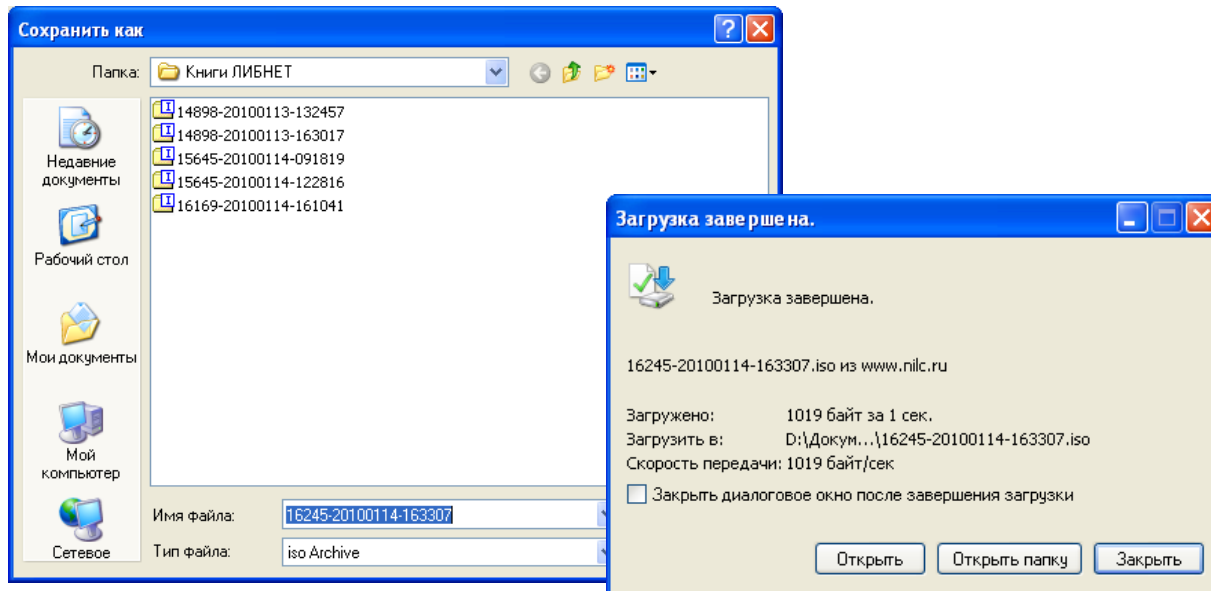 Сохранить как
Папка:
Книги ЛИБНЕТ
14898-20100113-132457
14898-20100113-163017
15645-20100114-091819
15645-20100114-122816
16169-20100114-161041
Недавние
документы
Рабочий стол
Мои документы
Мой
компьютер
Сетевое
Имя файла:
16245-20100114-163307
Тип файла:
iso Archive
Загрузка завершена.
Загрузка завершена.
16245-20100114-163307.iso из www.nilc.ru
Загружено: 1019 байт за 1 сек.
Загрузить в: D:\Докум...\16245-20100114-163307.iso
Скорость передачи: 1019 байт/сек
Закрыть диалоговое окно после завершения загрузки
Открыть
Открыть папку
Закрыть